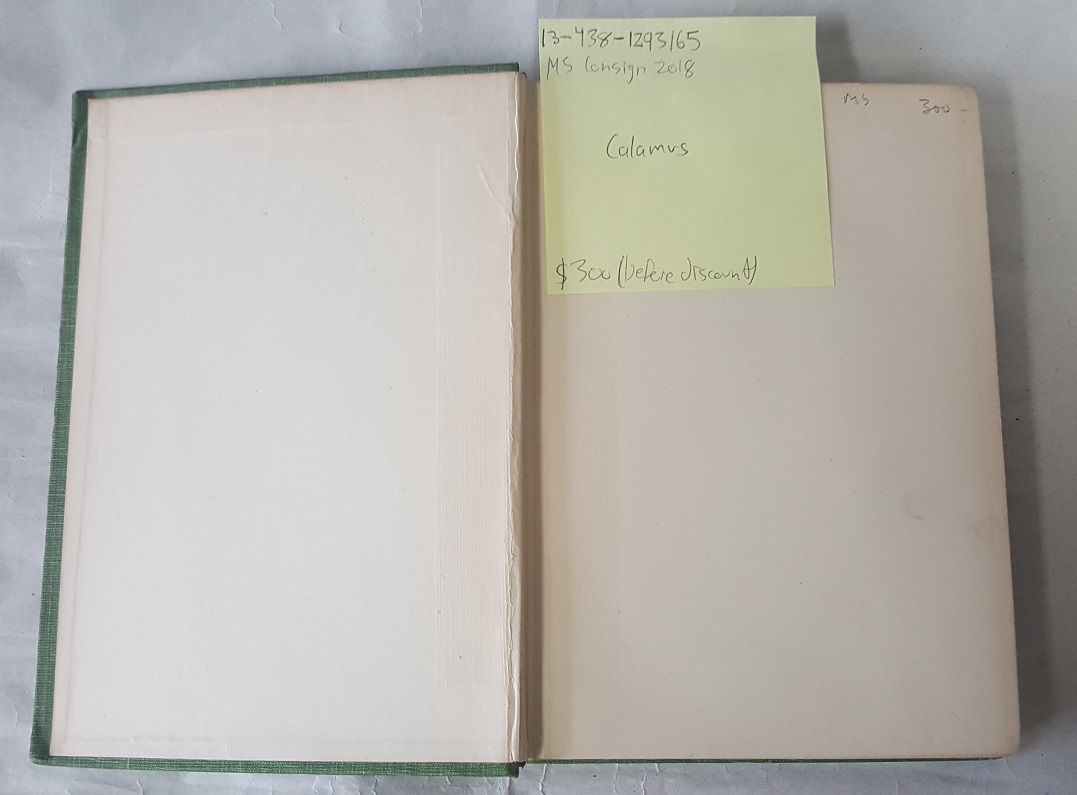 13-438-1293165
MS Consign 2018
Calamus
$300 (before discount)
MS 300-